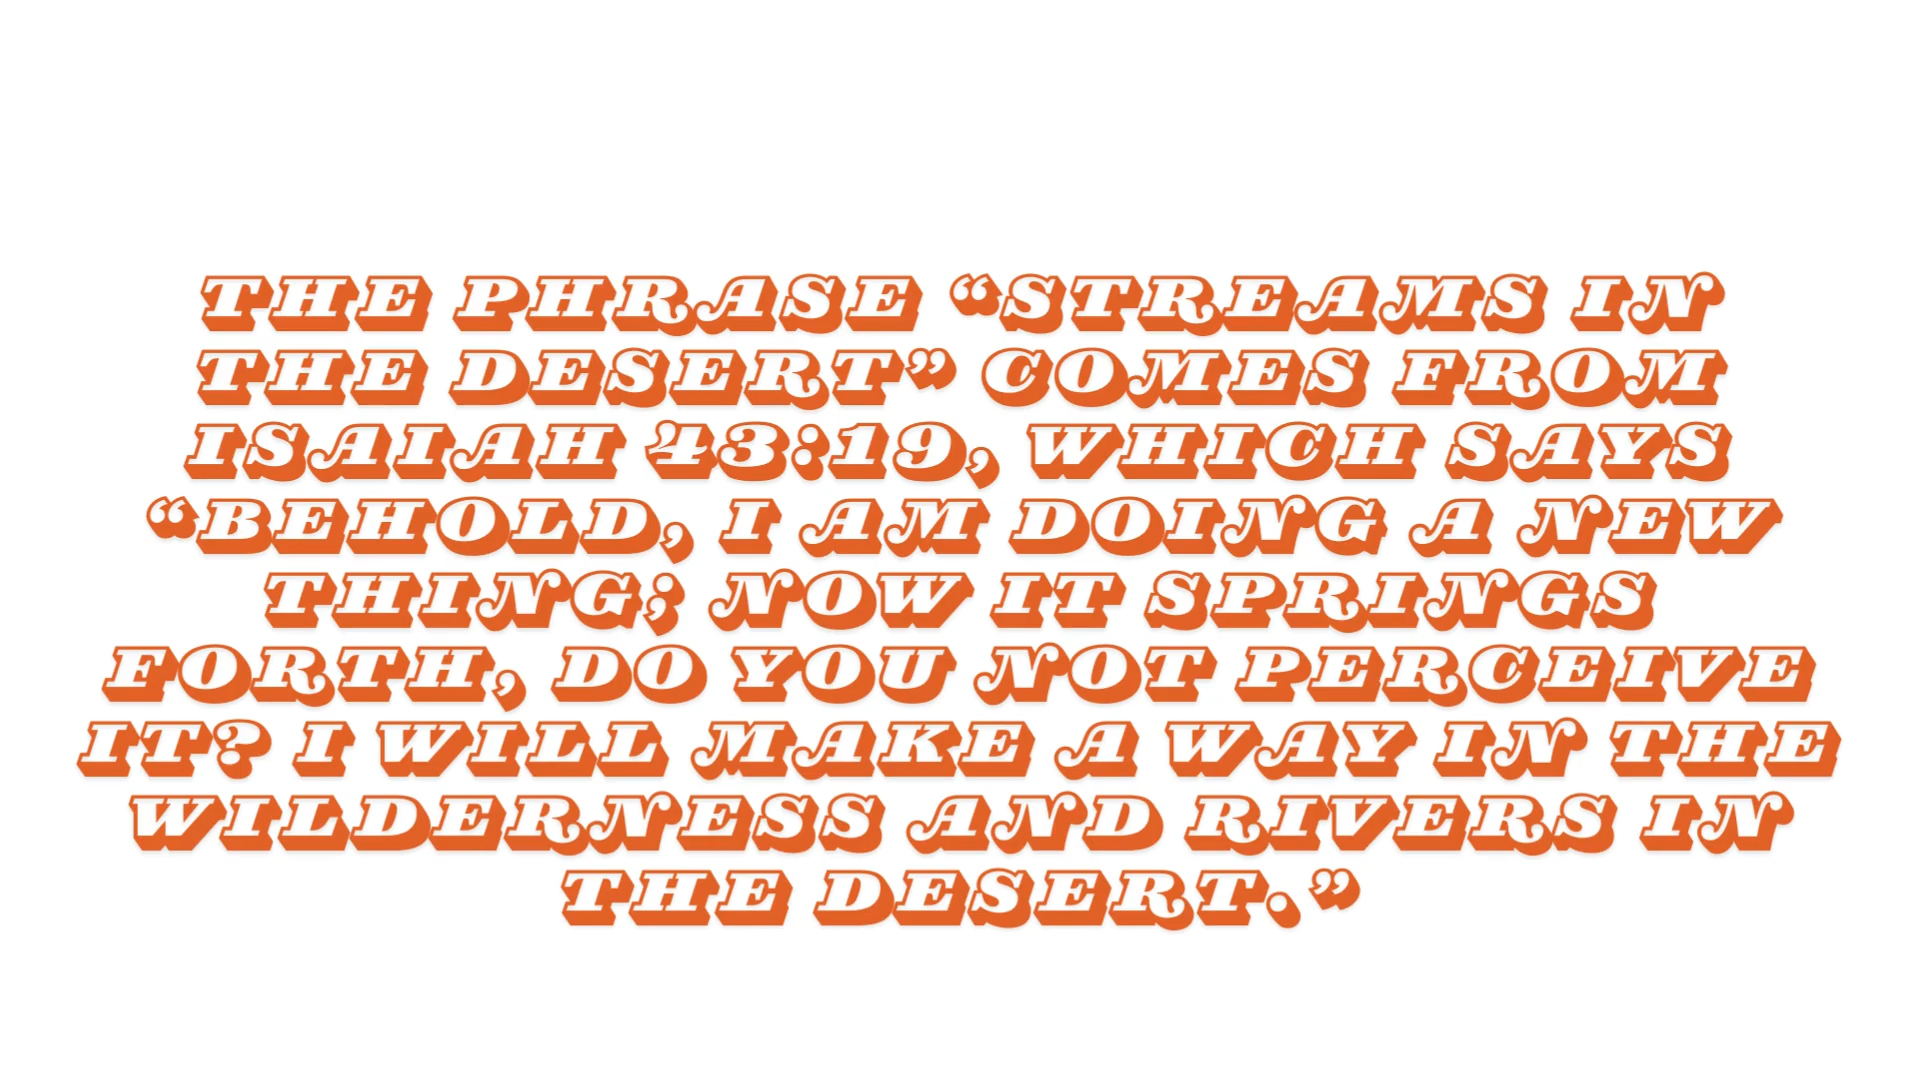 THE PHRASE “STREAMS IN
THE DESERT” COMES FROM
ISAIAH 43:19, WHICH SAYS
“BEHOLD, I AM DOING A NEW
THING; NOW IT SPRINGS
FORTH, DO YOU NOT PERCEIVE
IT? I WILL MAKE A WAY IN THE
WILDERNESS AND RIVERS IN
THE DESERT.”